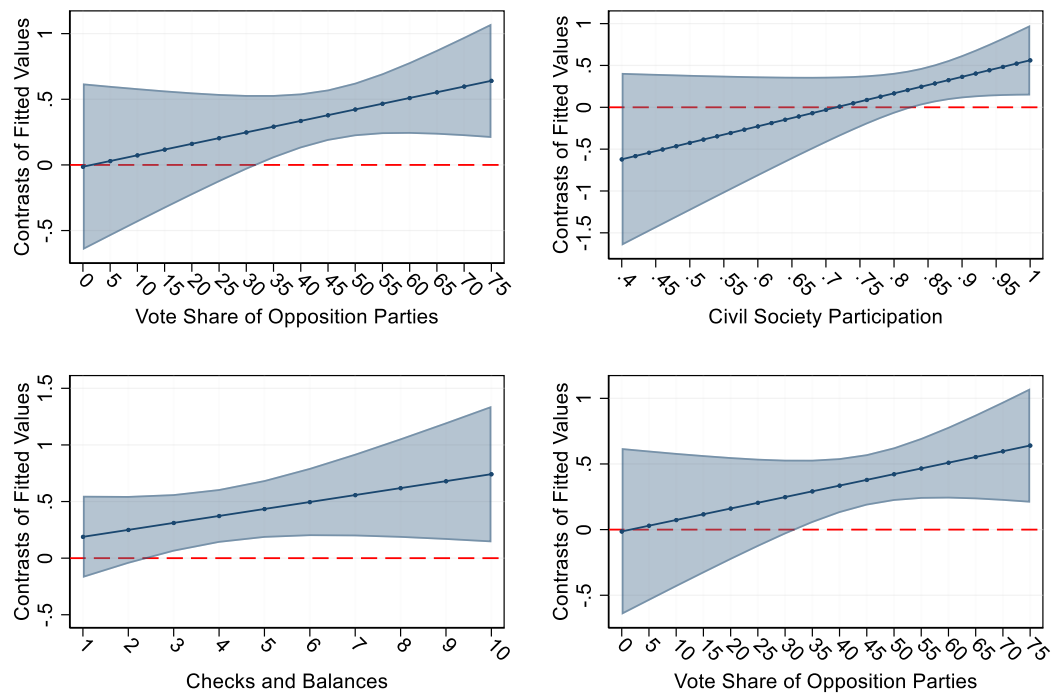 Contrasts of Fitted Values
1
.5
0
-.5
0 5 10 15 20 25 30 35 40 45 50 55 60 65 70 75
Vote Share of Opposition Parties
Contrasts of Fitted Values
1
.5
0
-.5
-1
-1.5
.4 .45 .5 .55 .6 .65 .7 .75 .8 .85 .9 .95 1
Civil Society Participation
Contrasts of Fitted Values
1.5
1
.5
0
-.5
1 2 3 4 5 6 7 8 9 10
Checks and Balances
Contrasts of Fitted Values
1
.5
0
-.5
0 5 10 15 20 25 30 35 40 45 50 55 60 65 70 75
Vote Share of Opposition Parties